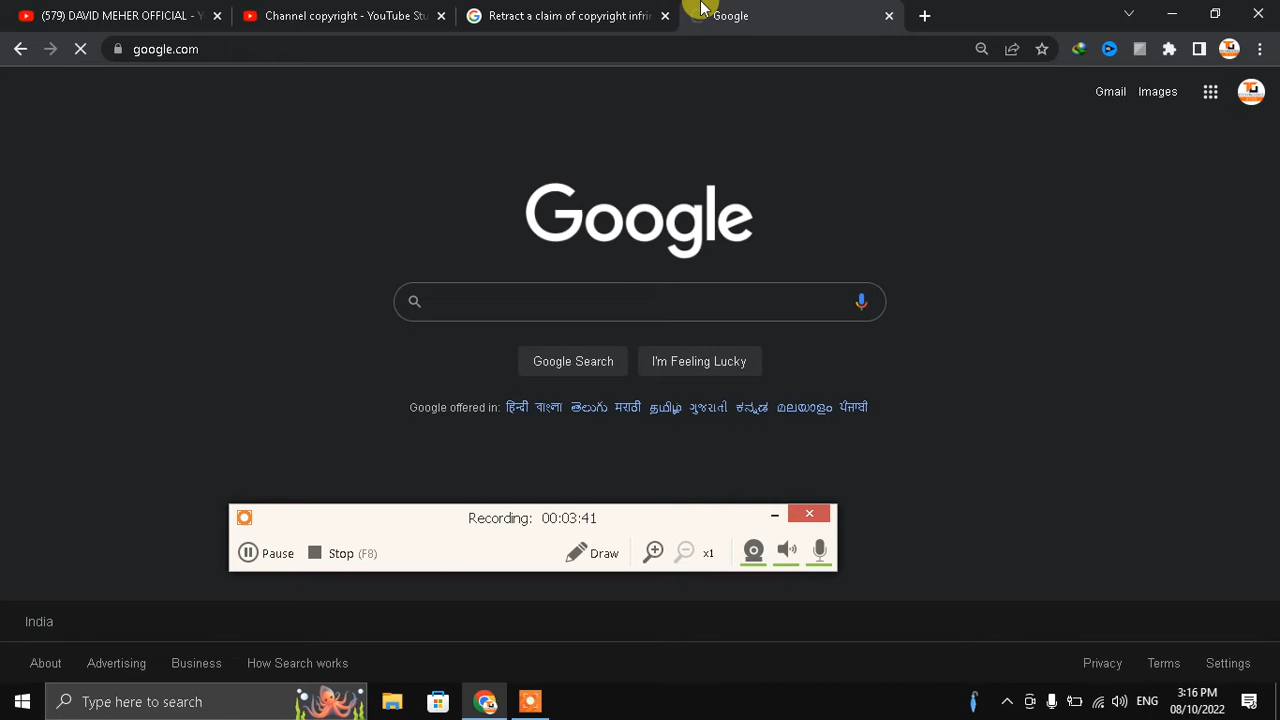 (579) DAVID MEHER OFFICIAL - Y
Channel copyright - YouTube Stu
Retract a claim of copyright infri
Google
google.com
Gmail
Images
Google
Google Search
I'm Feeling Lucky
Google offered in: हिन्दी বাংলা తెలుగు मराठी தமிழ் ગુજરાતી ಕನ್ನಡ മലയാളം ਪੰਜਾਬੀ
Recording: 00:03:41
Pause
Stop (F8)
Draw
x1
India
About
Advertising
Business
How Search works
Privacy
Terms
Settings
Type here to search
ENG
3:16 PM
08/10/2022